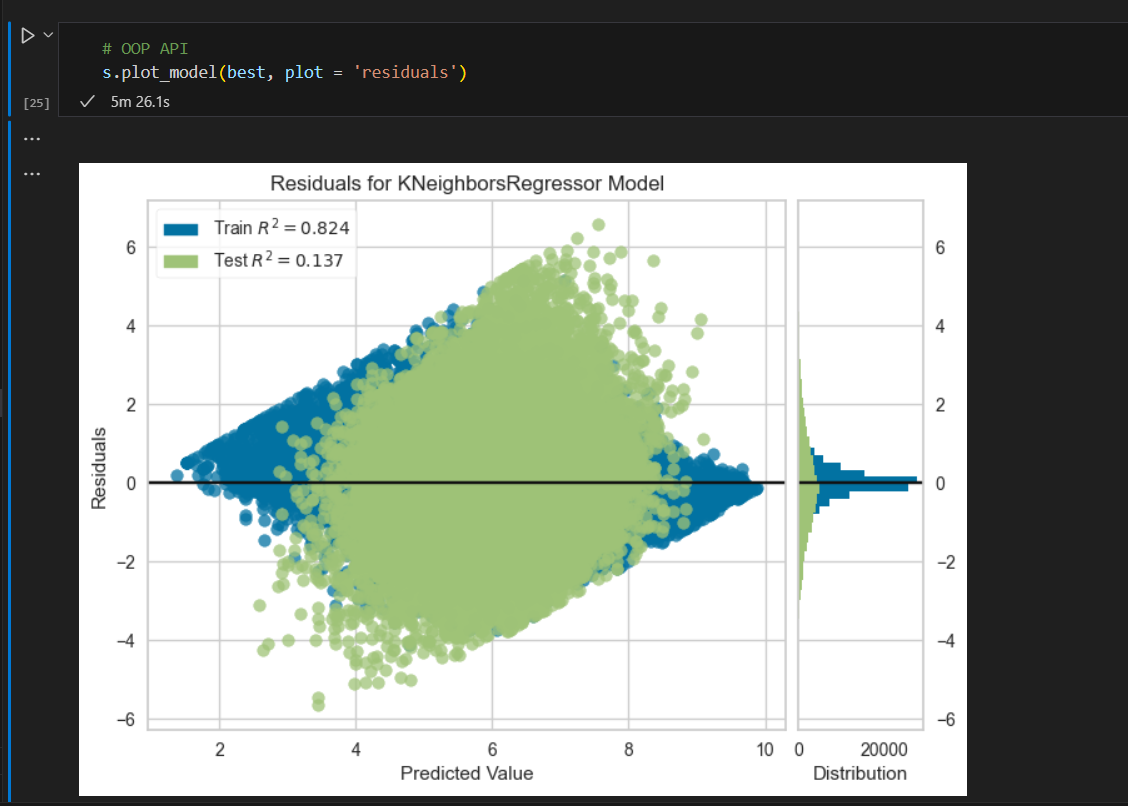 # OOP API
s.plot_model(best, plot = 'residuals')
[25]
5m 26.1s
Residuals for KNeighborsRegressor Model
Train R² = 0.824
Test R² = 0.137
6
4
2
0
−2
−4
−6
Residuals
2
4
6
8
10
Predicted Value
6
4
2
0
−2
−4
−6
0
20000
Distribution